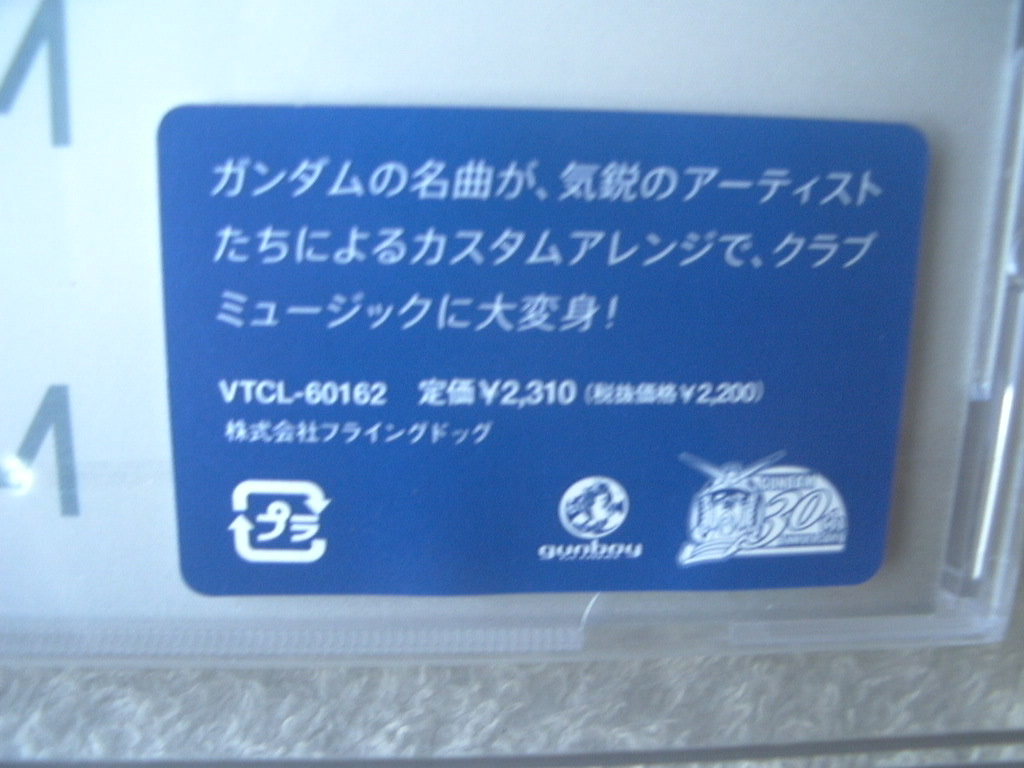 ガンダムの名曲が、気鋭のアーティスト
たちによるカスタムアレンジで、クラブ
ミュージックに大変身!
VTCL-60162 定価¥2,310(税抜価格¥2,200)
株式会社フライングドッグ
プラ
gunboy
GUNDAM
30th